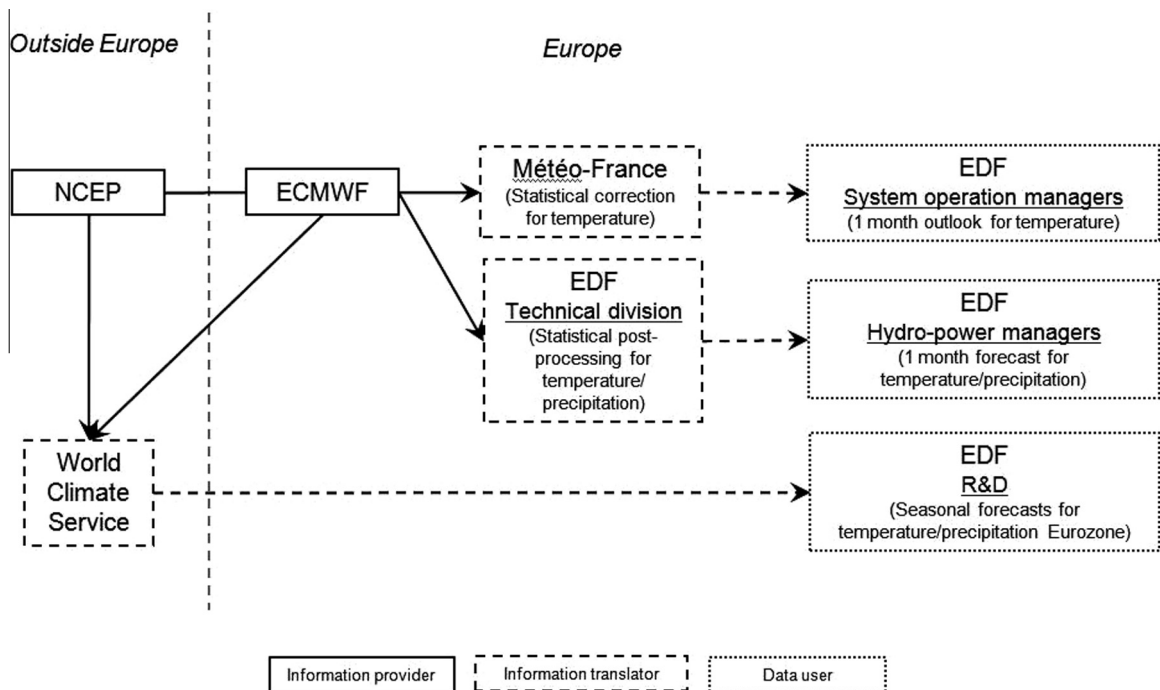 Outside Europe
Europe
NCEP
ECMWF
Météo-France
(Statistical correction
for temperature)
EDF
System operation managers
(1 month outlook for temperature)
EDF
Technical division
(Statistical post-
processing for
temperature/
precipitation)
EDF
Hydro-power managers
(1 month forecast for
temperature/precipitation)
World
Climate
Service
EDF
R&D
(Seasonal forecasts for
temperature/precipitation Eurozone)
Information provider
Information translator
Data user